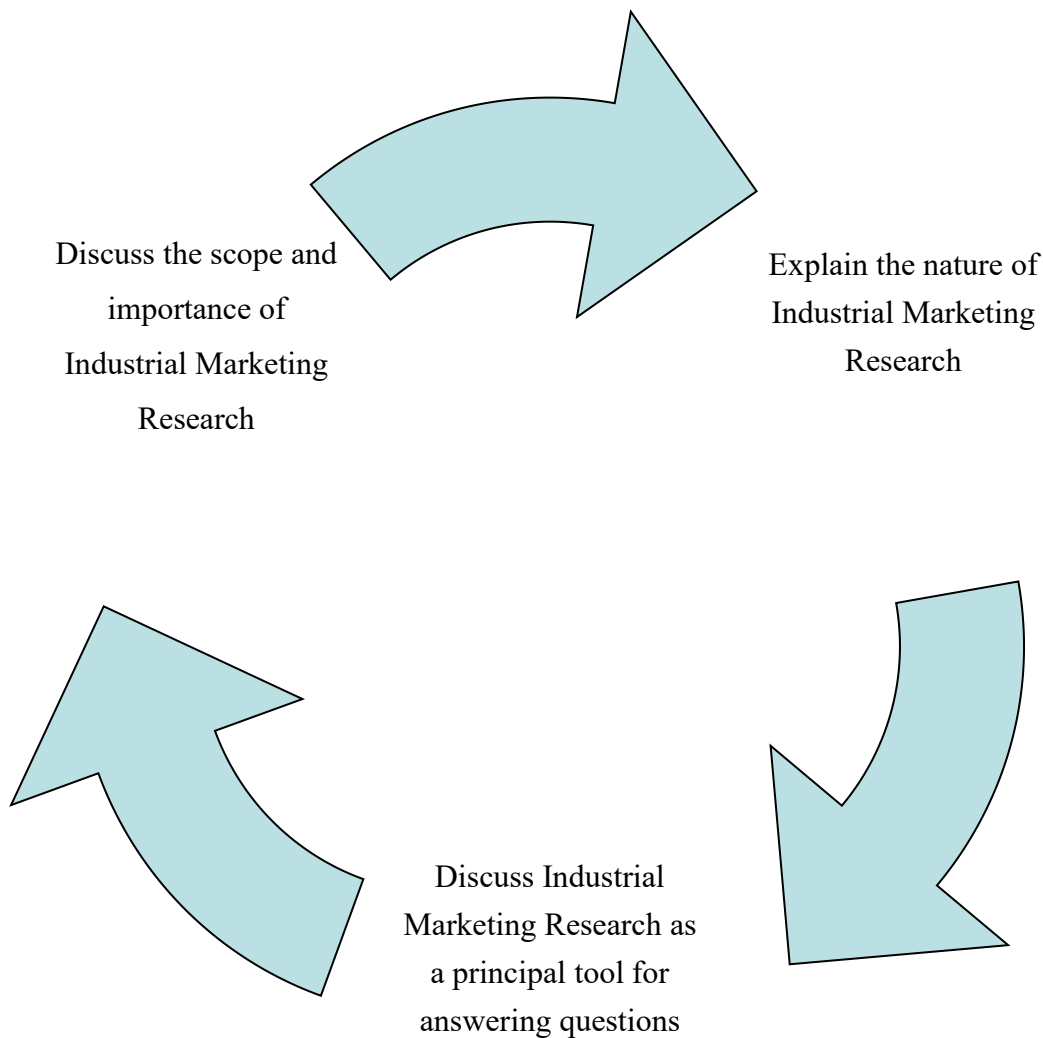 Discuss the scope and
importance of
Industrial Marketing
Research
Explain the nature of
Industrial Marketing
Research
Discuss Industrial
Marketing Research as
a principal tool for
answering questions